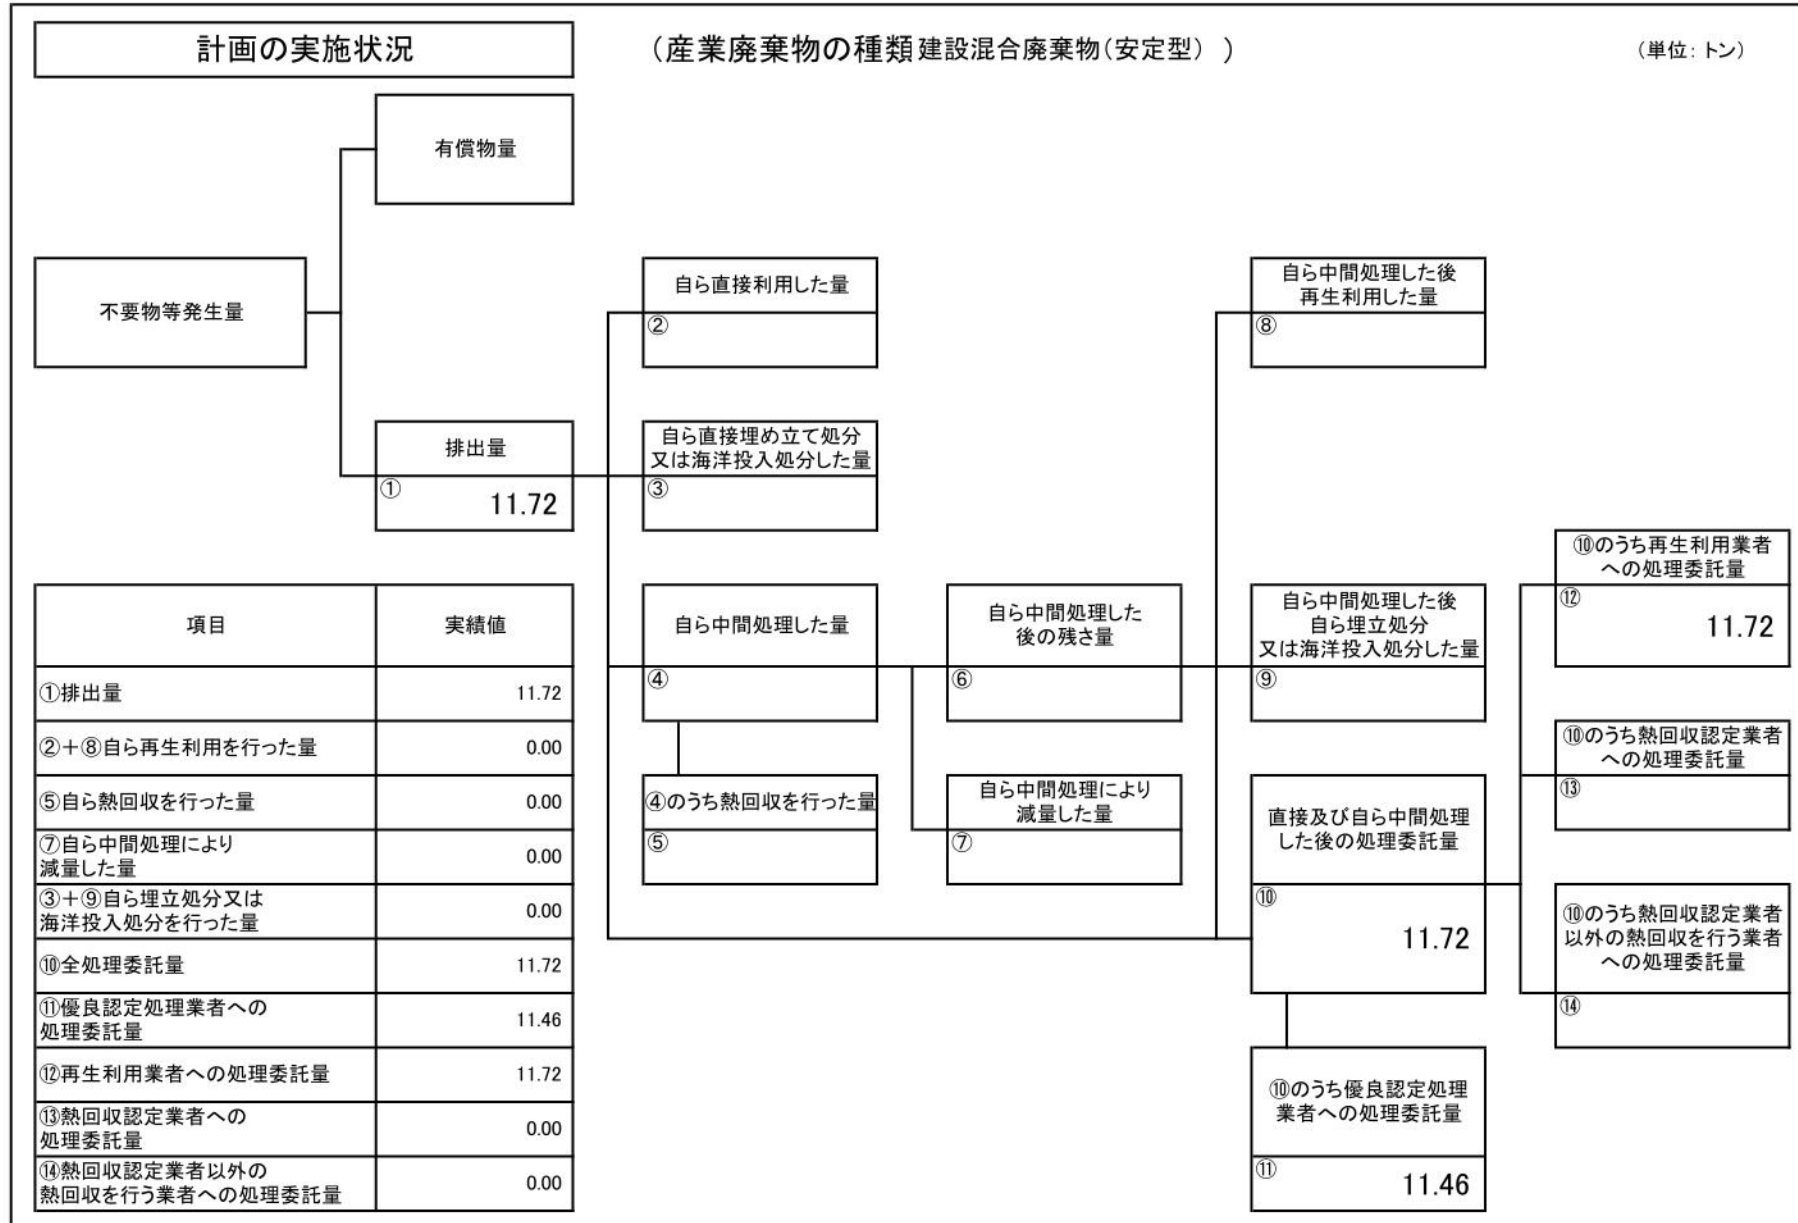 計画の実施状況
（産業廃棄物の種類 建設混合廃棄物（安定型） ）
（単位：トン）
有償物量
不要物等発生量
排出量
①
11.72
自ら直接利用した量
②
自ら直接埋め立て処分
又は海洋投入処分した量
③
自ら中間処理した量
④
④のうち熱回収を行った量
⑤
自ら中間処理した
後の残さ量
⑥
自ら中間処理により
減量した量
⑦
自ら中間処理した後
再生利用した量
⑧
自ら中間処理した後
自ら埋立処分
又は海洋投入処分した量
⑨
直接及び自ら中間処理
した後の処理委託量
⑩
11.72
⑩のうち優良認定処理
業者への処理委託量
⑪
11.46
⑩のうち再生利用業者
への処理委託量
⑫
11.72
⑩のうち熱回収認定業者
への処理委託量
⑬
⑩のうち熱回収認定業者
以外の熱回収を行う業者
への処理委託量
⑭
項目 実績値
①排出量 11.72
②＋⑧自ら再生利用を行った量 0.00
⑤自ら熱回収を行った量 0.00
⑦自ら中間処理により
減量した量 0.00
③＋⑨自ら埋立処分又は
海洋投入処分を行った量 0.00
⑩全処理委託量 11.72
⑪優良認定処理業者への
処理委託量 11.46
⑫再生利用業者への処理委託量 11.72
⑬熱回収認定業者への
処理委託量 0.00
⑭熱回収認定業者以外の
熱回収を行う業者への処理委託量 0.00